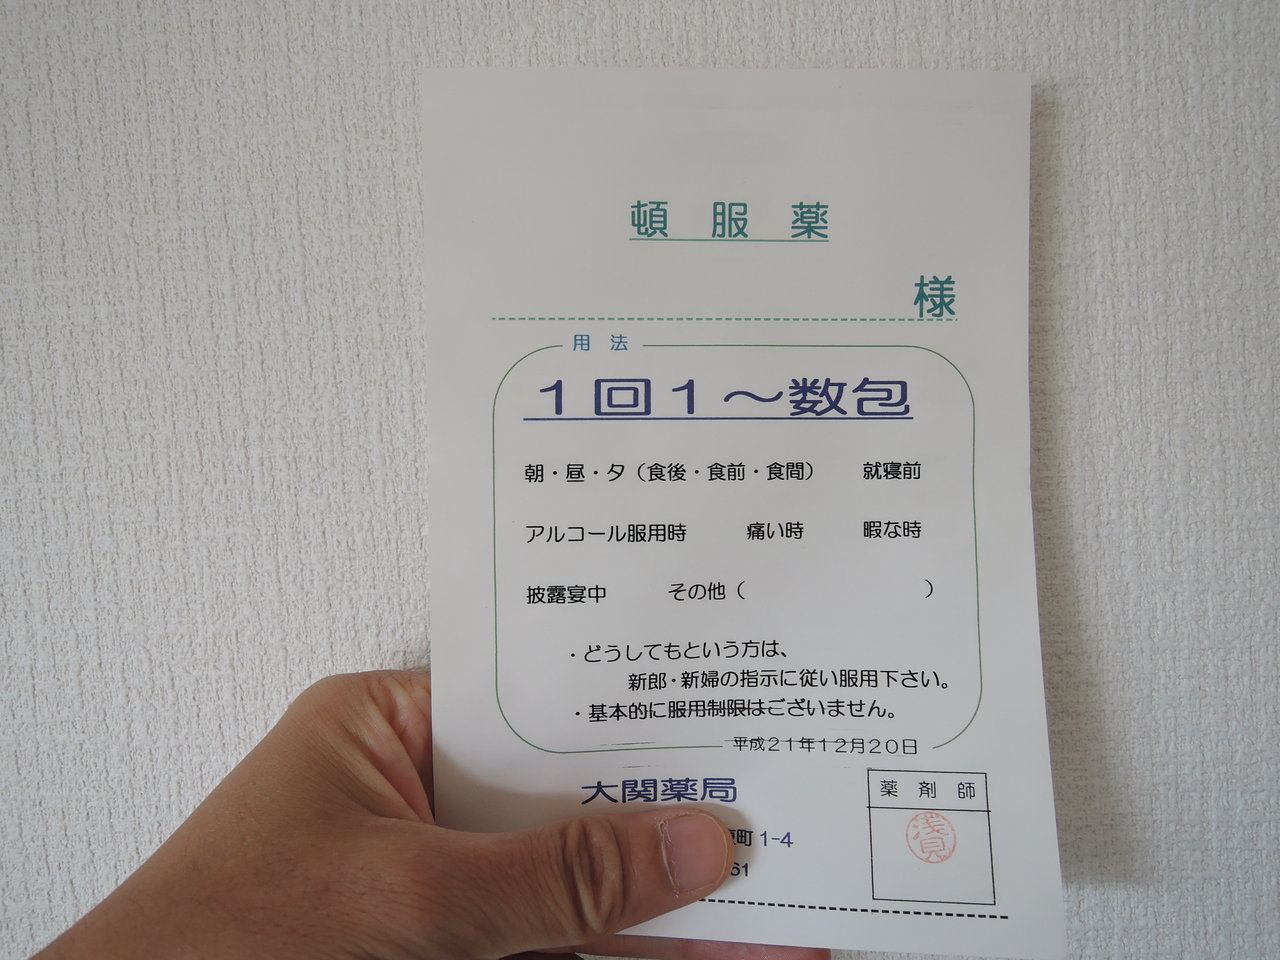 頓服薬
様
用法
1回1～数包
朝・昼・夕（食後・食前・食間） 就寝前
アルコール服用時 痛い時 暇な時
披露宴中 その他（ ）
・どうしてもという方は、
新郎・新婦の指示に従い服用下さい。
・基本的に服用制限はございません。
平成21年12月20日
大関薬局
薬剤師
町1-4
浅見
61